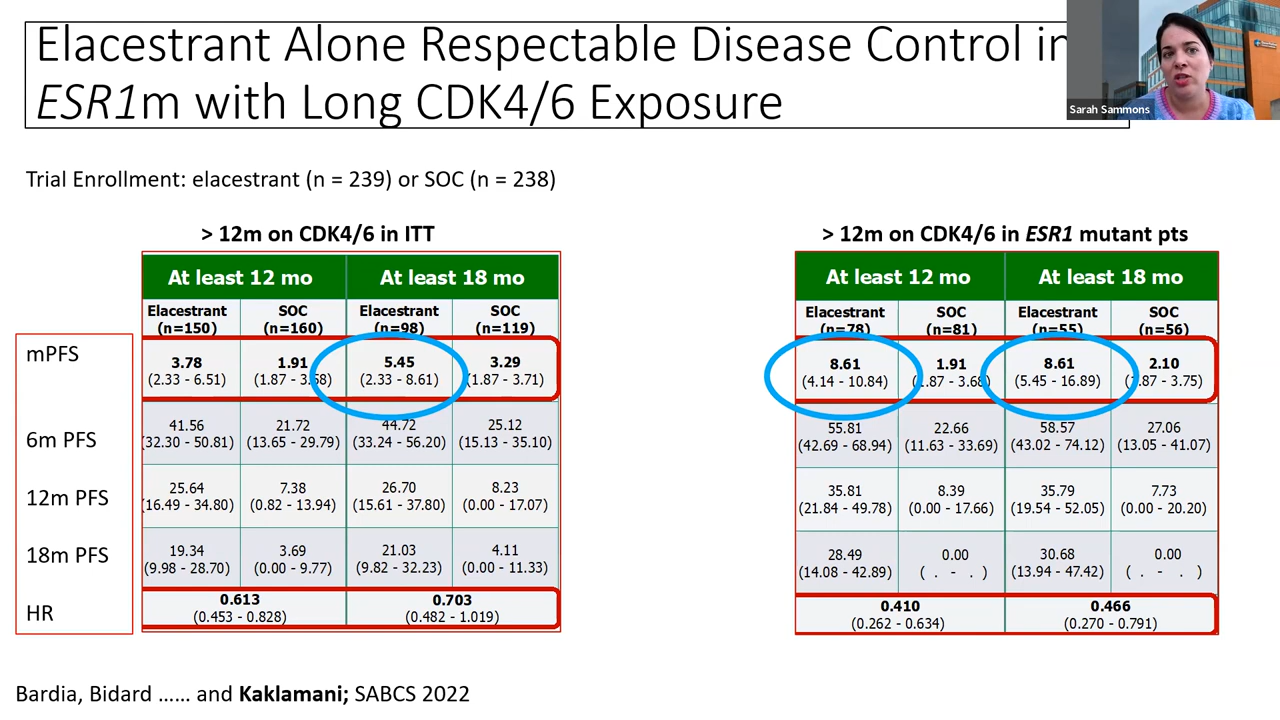 Elacestrant Alone Respectable Disease Control in
ESR1m with Long CDK4/6 Exposure
Sarah Sammons
Trial Enrollment: elacestrant (n = 239) or SOC (n = 238)
> 12m on CDK4/6 in ITT
At least 12 mo At least 18 mo
Elacestrant SOC Elacestrant SOC
(n=150) (n=160) (n=98) (n=119)
mPFS 3.78 1.91 5.45 3.29
(2.33 - 6.51) (1.87 - 3.58) (2.33 - 8.61) (1.87 - 3.71)
6m PFS 41.56 21.72 44.72 25.12
(32.30 - 50.81) (13.65 - 29.79) (33.24 - 56.20) (15.13 - 35.10)
12m PFS 25.64 7.38 26.70 8.23
(16.49 - 34.80) (0.82 - 13.94) (15.61 - 37.80) (0.00 - 17.07)
18m PFS 19.34 3.69 21.03 4.11
(9.98 - 28.70) (0.00 - 9.77) (9.82 - 32.23) (0.00 - 11.33)
HR 0.613 0.703
(0.453 - 0.828) (0.482 - 1.019)
> 12m on CDK4/6 in ESR1 mutant pts
At least 12 mo At least 18 mo
Elacestrant SOC Elacestrant SOC
(n=78) (n=81) (n=55) (n=56)
8.61 1.91 8.61 2.10
(4.14 - 10.84) (1.87 - 3.68) (5.45 - 16.89) (1.87 - 3.75)
55.81 22.66 58.57 27.06
(42.69 - 68.94) (11.63 - 33.69) (43.02 - 74.12) (13.05 - 41.07)
35.81 8.39 35.79 7.73
(21.84 - 49.78) (0.00 - 17.66) (19.54 - 52.05) (0.00 - 20.20)
28.49 0.00 30.68 0.00
(14.08 - 42.89) ( . - . ) (13.94 - 47.42) ( . - . )
0.410 0.466
(0.262 - 0.634) (0.270 - 0.791)
Bardia, Bidard ...... and Kaklamani; SABCS 2022